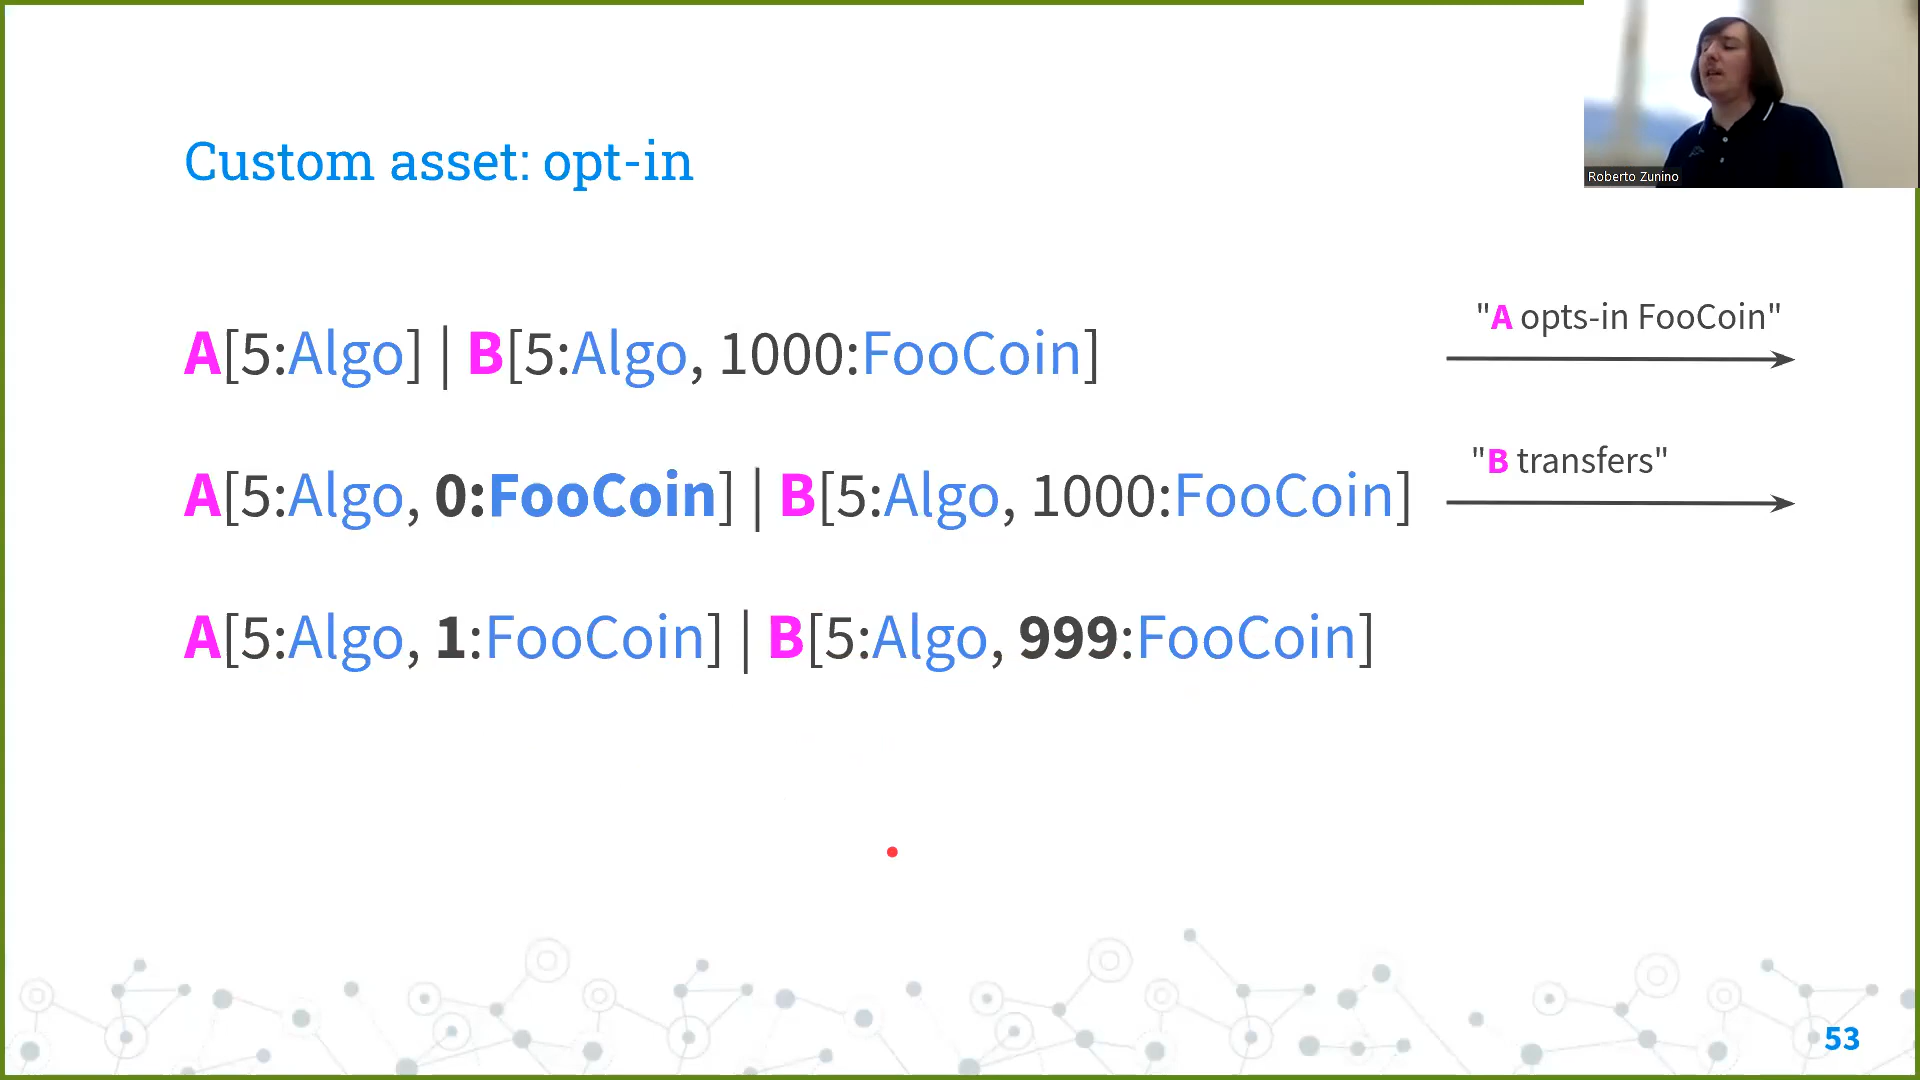 Roberto Zunino
Custom asset: opt-in
"A opts-in FooCoin"
A[5:Algo] | B[5:Algo, 1000:FooCoin]
"B transfers"
A[5:Algo, 0:FooCoin] | B[5:Algo, 1000:FooCoin]
A[5:Algo, 1:FooCoin] | B[5:Algo, 999:FooCoin]
53